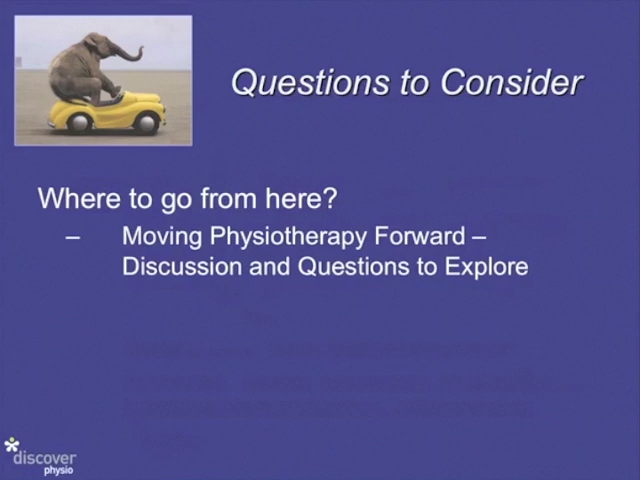 Questions to Consider
Where to go from here?
– Moving Physiotherapy Forward –
Discussion and Questions to Explore
discover
physio